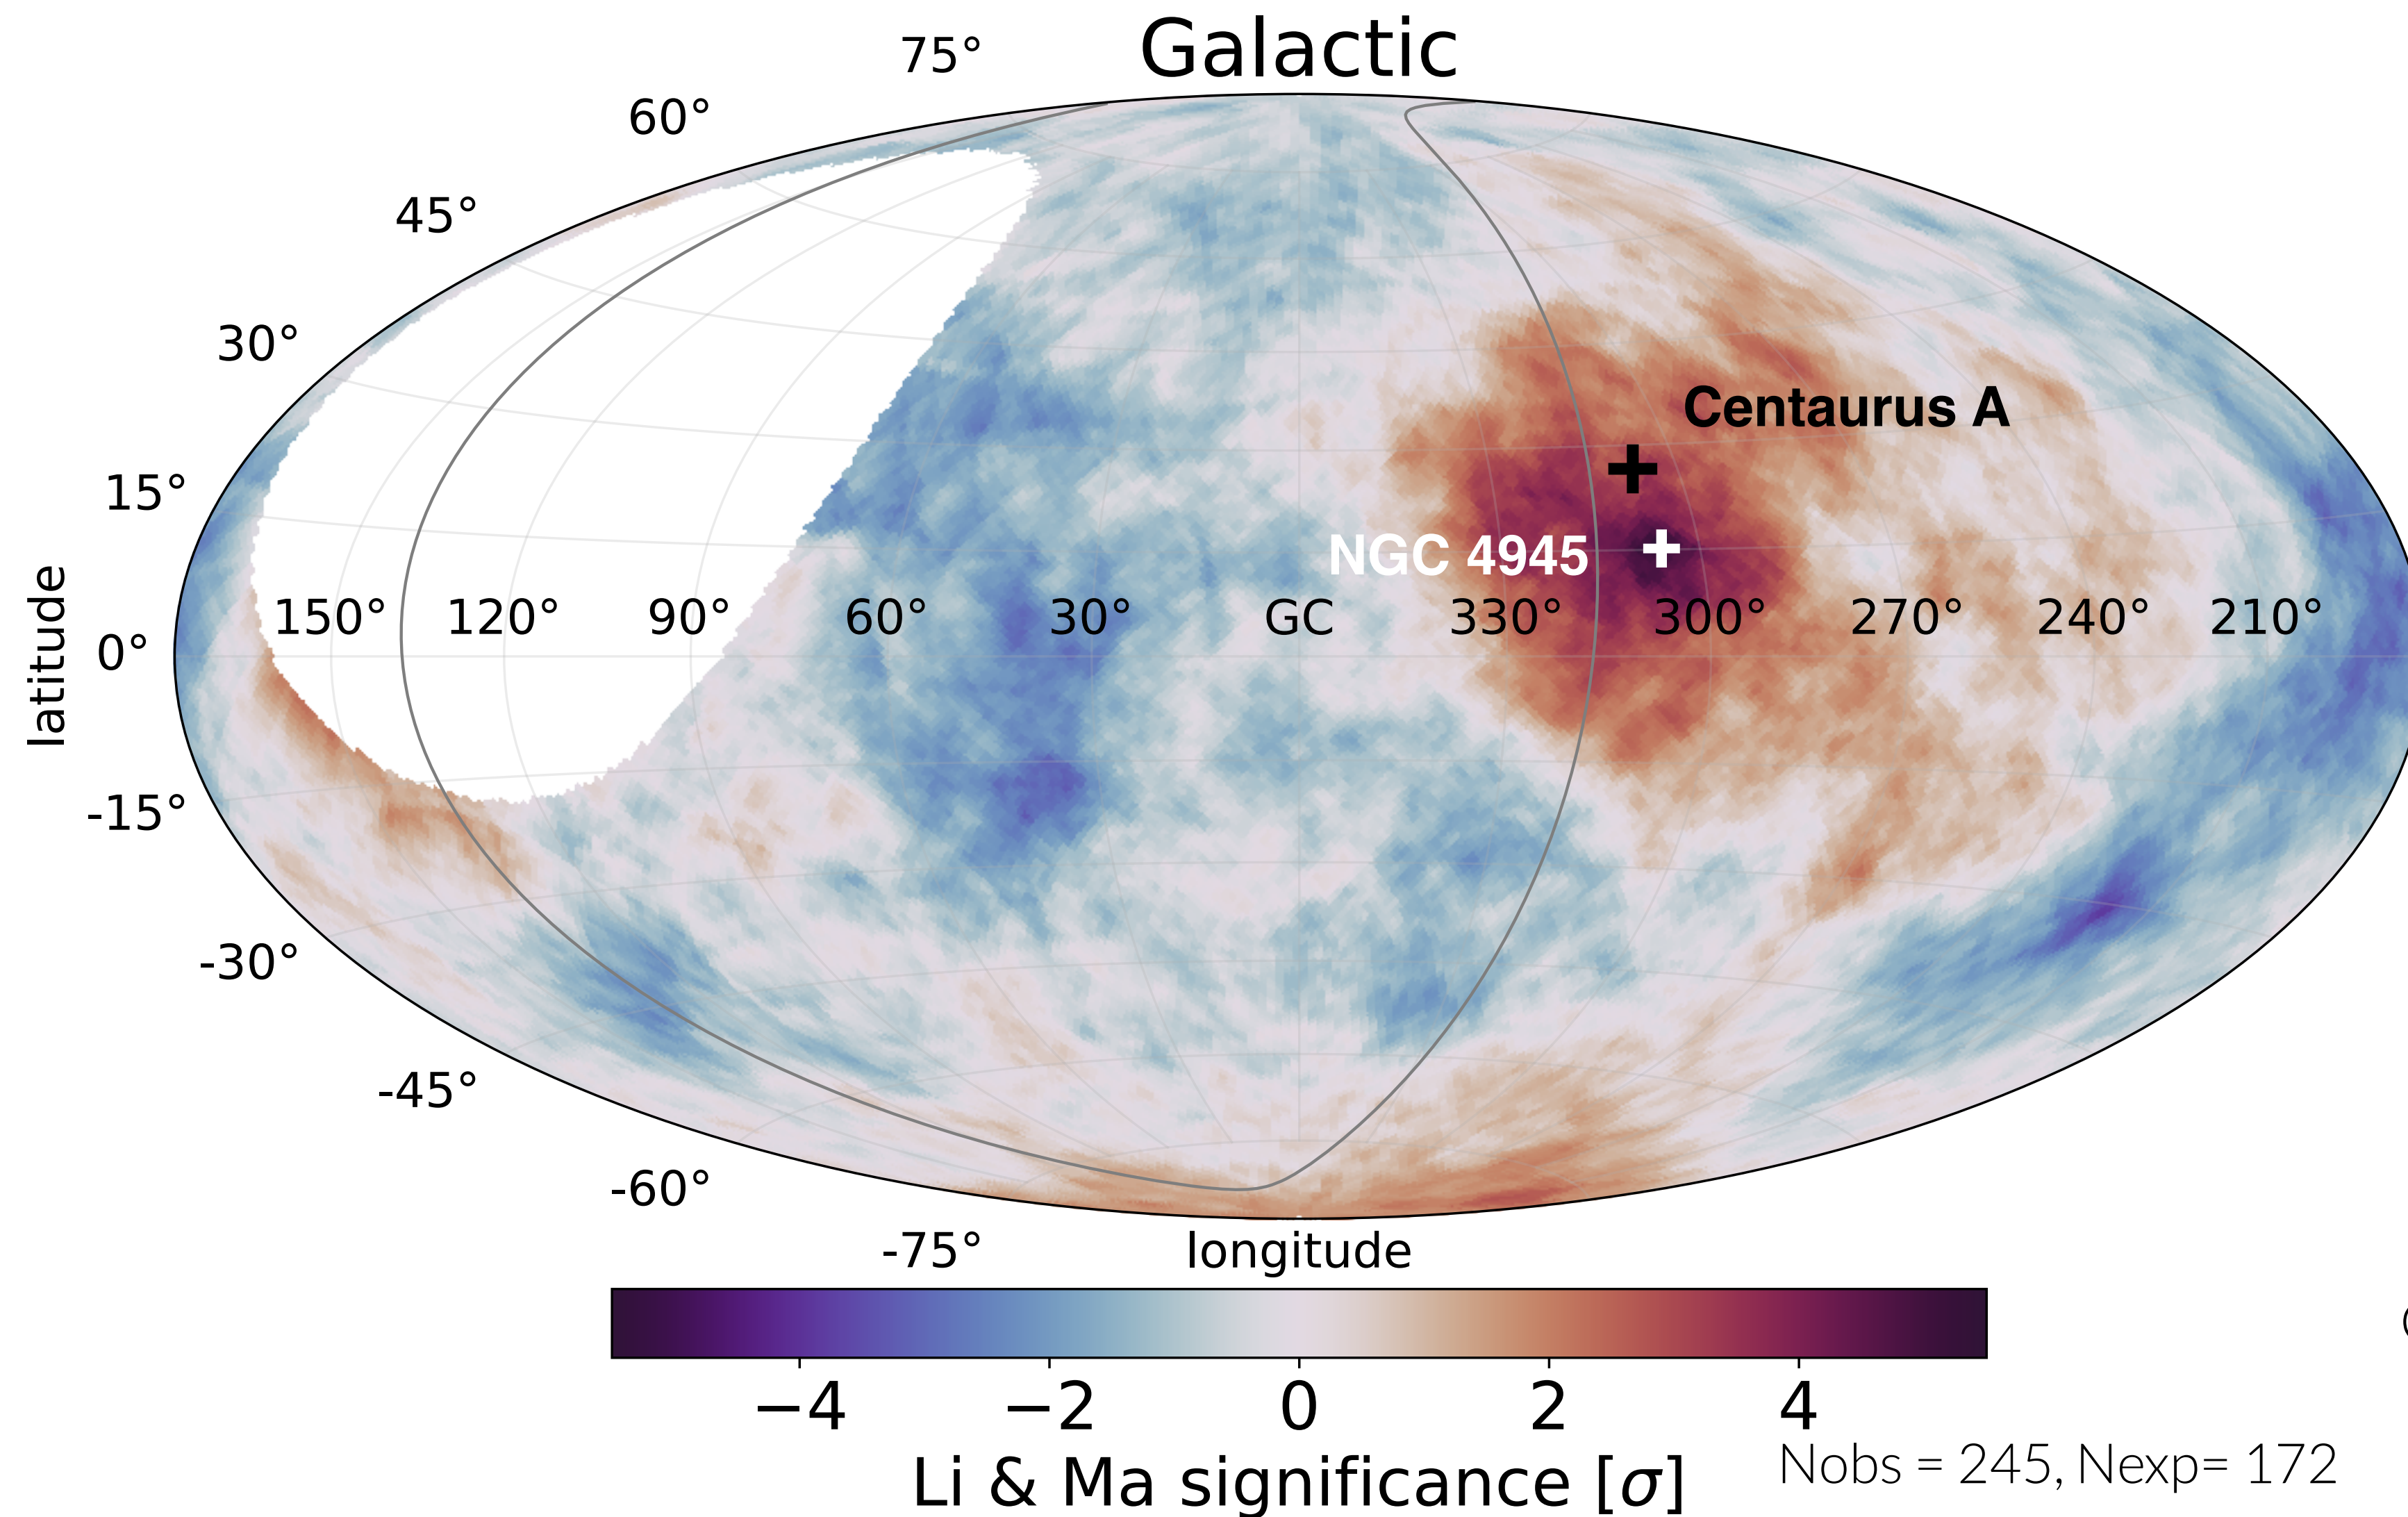 Galactic
75°
60°
45°
30°
15°
0°
-15°
-30°
-45°
-60°
-75°
latitude
150° 120° 90° 60° 30° GC 330° 300° 270° 240° 210°
Centaurus A
NGC 4945
longitude
−4 −2 0 2 4
Li & Ma significance [σ]
Nobs = 245, Nexp= 172